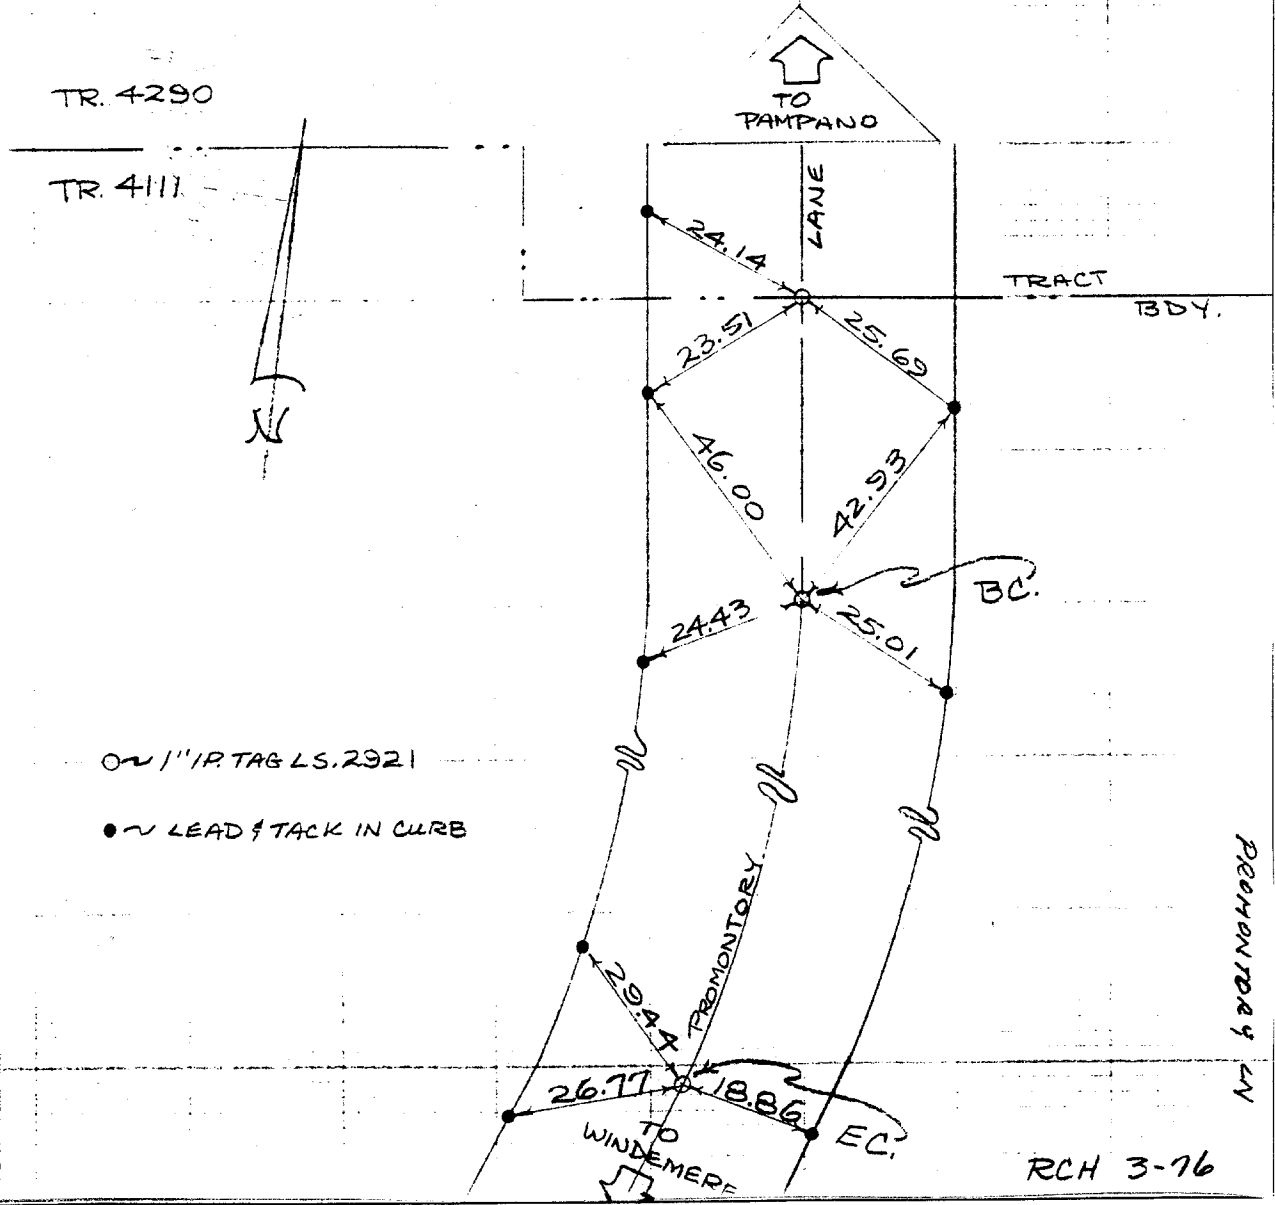 TR. 4290
TO
PAMPANO
TR. 4111
LANE
24.14
TRACT
BDY.
23.51
25.69
N
46.00
42.93
BC.
24.43
25.01
O~ 1" I.P. TAG L.S. 2921
●~ LEAD & TACK IN CURB
PROMONTORY
PROMONTORY LN
29.44
26.77
18.86
TO
WINDEMERE
EC.
RCH 3-76